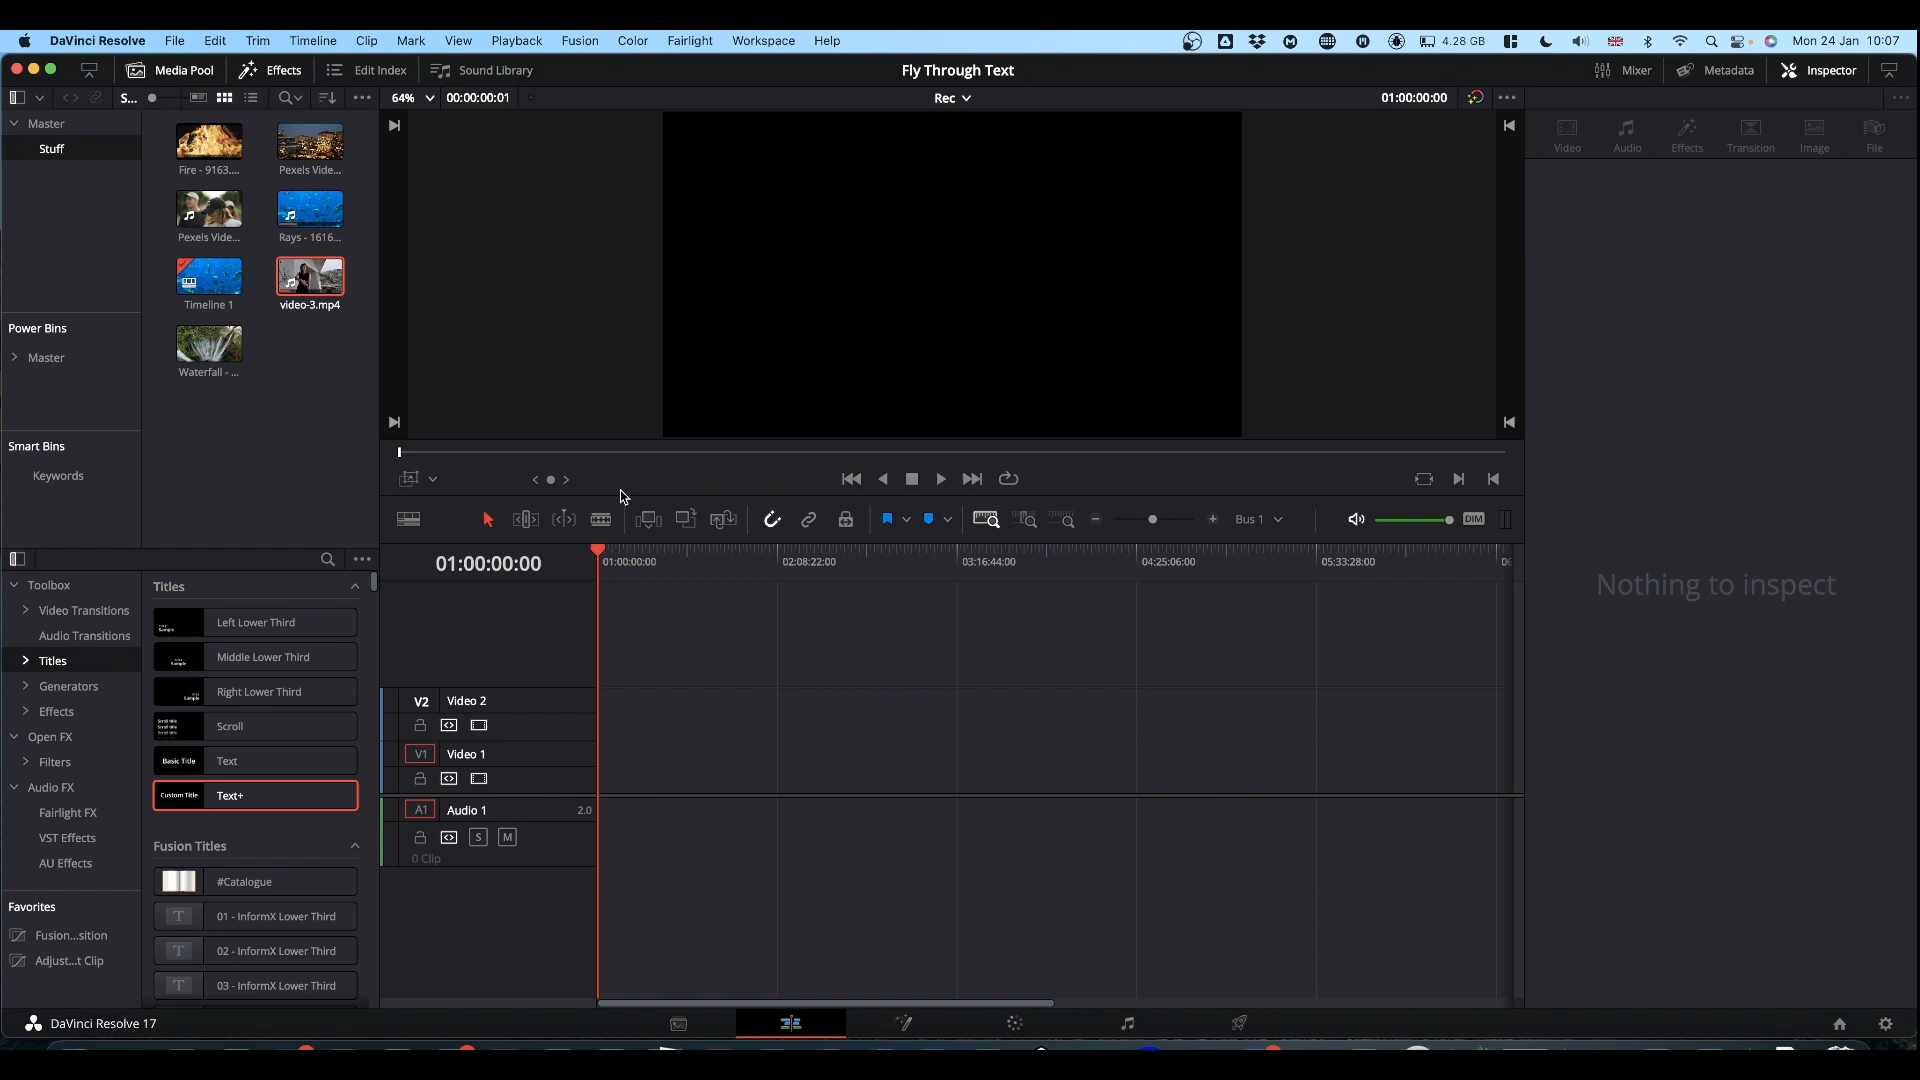 DaVinci Resolve File Edit Trim Timeline Clip Mark View Playback Fusion Color Fairlight Workspace Help 4.28 GB Mon 24 Jan 10:07
Media Pool Effects Edit Index Sound Library Fly Through Text Mixer Metadata Inspector
S... 64% 00:00:00:01 Rec 01:00:00:00
Master
Stuff
Fire - 9163....
Pexels Vide...
Pexels Vide...
Rays - 1616...
Timeline 1
video-3.mp4
Waterfall - ...
Power Bins
Master
Smart Bins
Keywords
Video Audio Effects Transition Image File
Nothing to inspect
Bus 1 DIM
01:00:00:00
01:00:00:00 02:08:22:00 03:16:44:00 04:25:06:00 05:33:28:00 06
V2 Video 2
V1 Video 1
A1 Audio 1 2.0
S M
0 Clip
Toolbox
Video Transitions
Audio Transitions
Titles
Generators
Effects
Open FX
Filters
Audio FX
Fairlight FX
VST Effects
AU Effects
Favorites
Fusion...sition
Adjust...t Clip
Titles
Left Lower Third
Middle Lower Third
Right Lower Third
Scroll
Basic Title Text
Custom Title Text+
Fusion Titles
#Catalogue
T 01 - InformX Lower Third
T 02 - InformX Lower Third
T 03 - InformX Lower Third
DaVinci Resolve 17